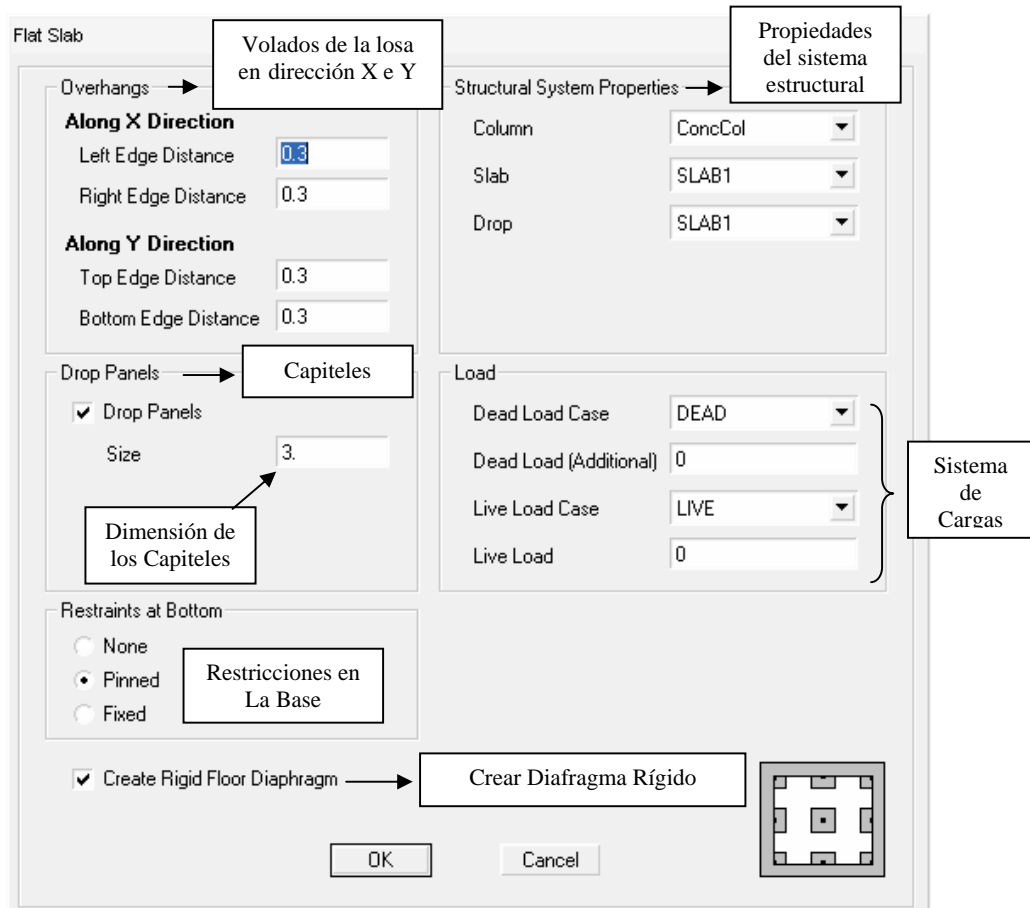 Flat Slab
Volados de la losa
en dirección X e Y
Propiedades
del sistema
estructural
Overhangs
Along X Direction
Left Edge Distance 0.3
Right Edge Distance 0.3
Along Y Direction
Top Edge Distance 0.3
Bottom Edge Distance 0.3
Structural System Properties
Column ConcCol
Slab SLAB1
Drop SLAB1
Drop Panels
Capiteles
Drop Panels
Size 3.
Dimensión de
los Capiteles
Load
Dead Load Case DEAD
Dead Load (Additional) 0
Live Load Case LIVE
Live Load 0
Sistema
de
Cargas
Restraints at Bottom
None
Pinned
Fixed
Restricciones en
La Base
Create Rigid Floor Diaphragm
Crear Diafragma Rígido
OK
Cancel